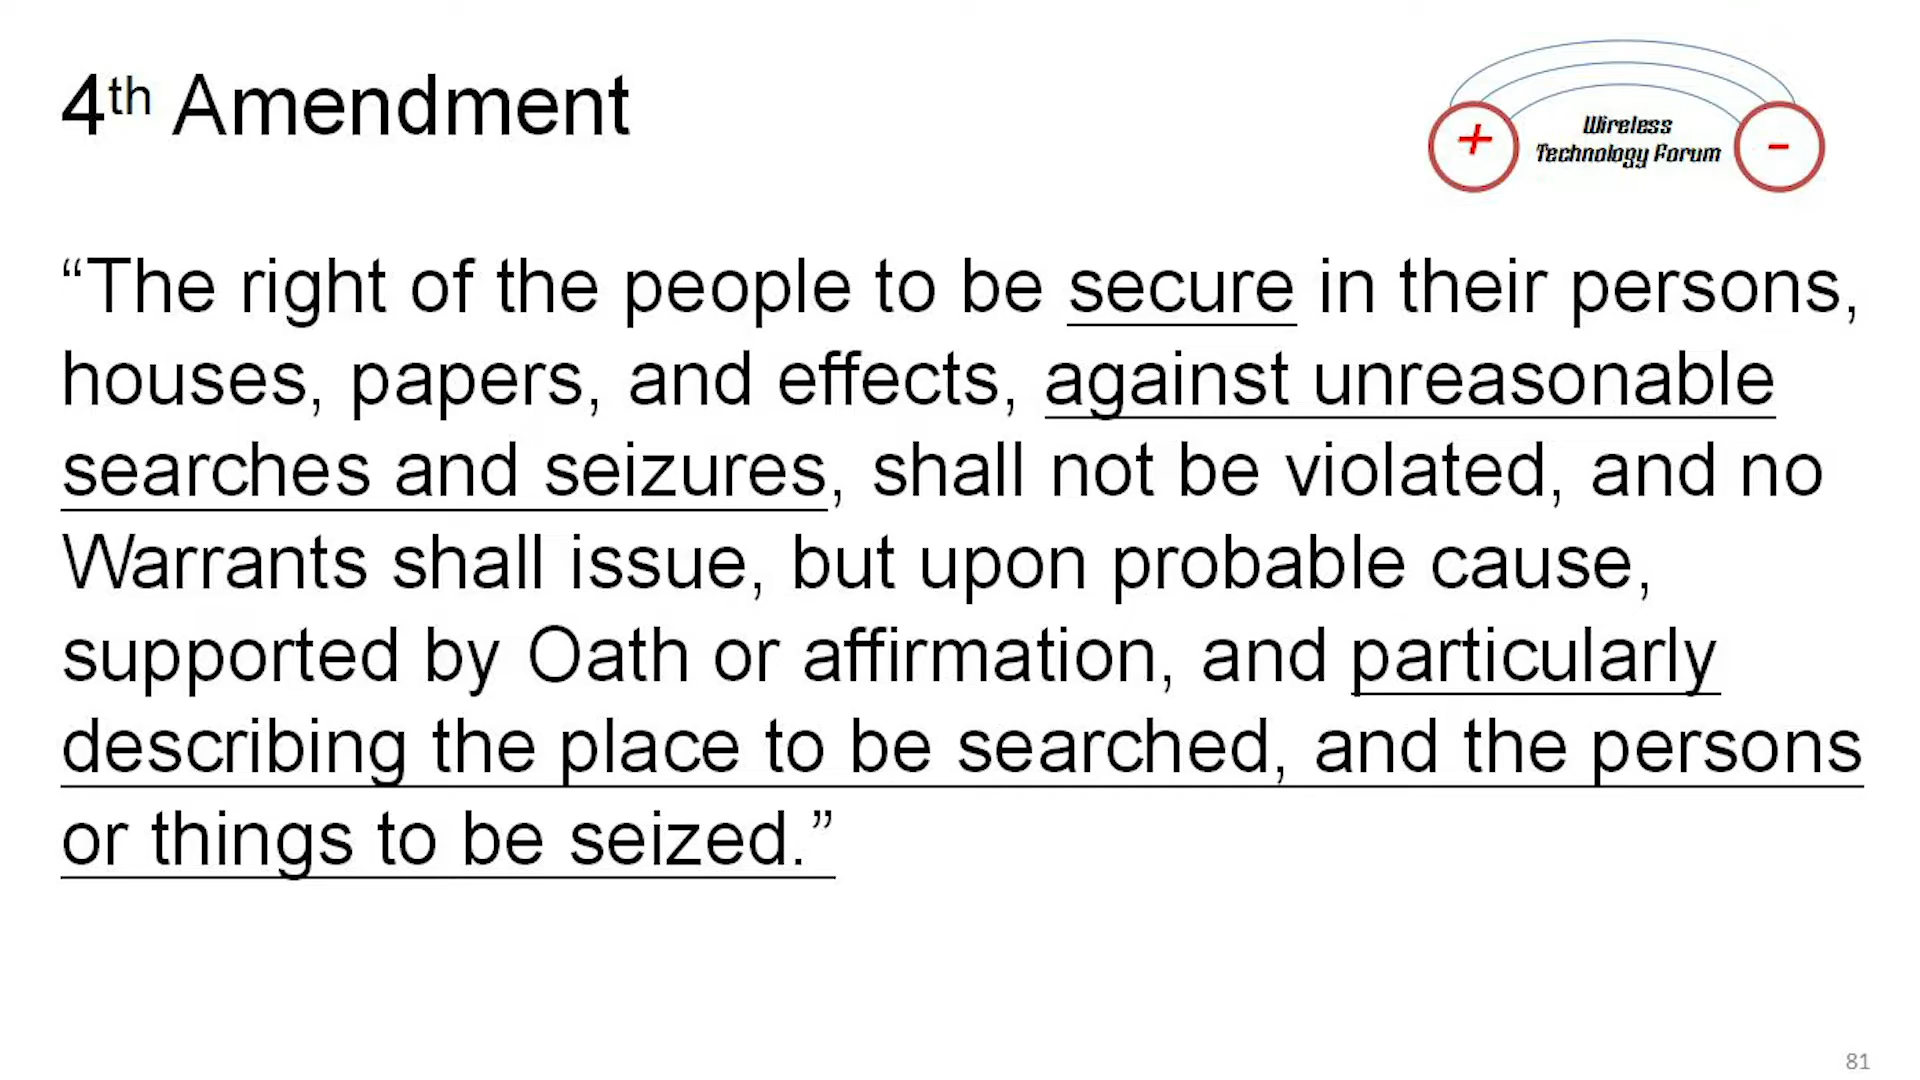 4th Amendment
+
Wireless
Technology Forum
-
“The right of the people to be secure in their persons,
houses, papers, and effects, against unreasonable
searches and seizures, shall not be violated, and no
Warrants shall issue, but upon probable cause,
supported by Oath or affirmation, and particularly
describing the place to be searched, and the persons
or things to be seized.”
81